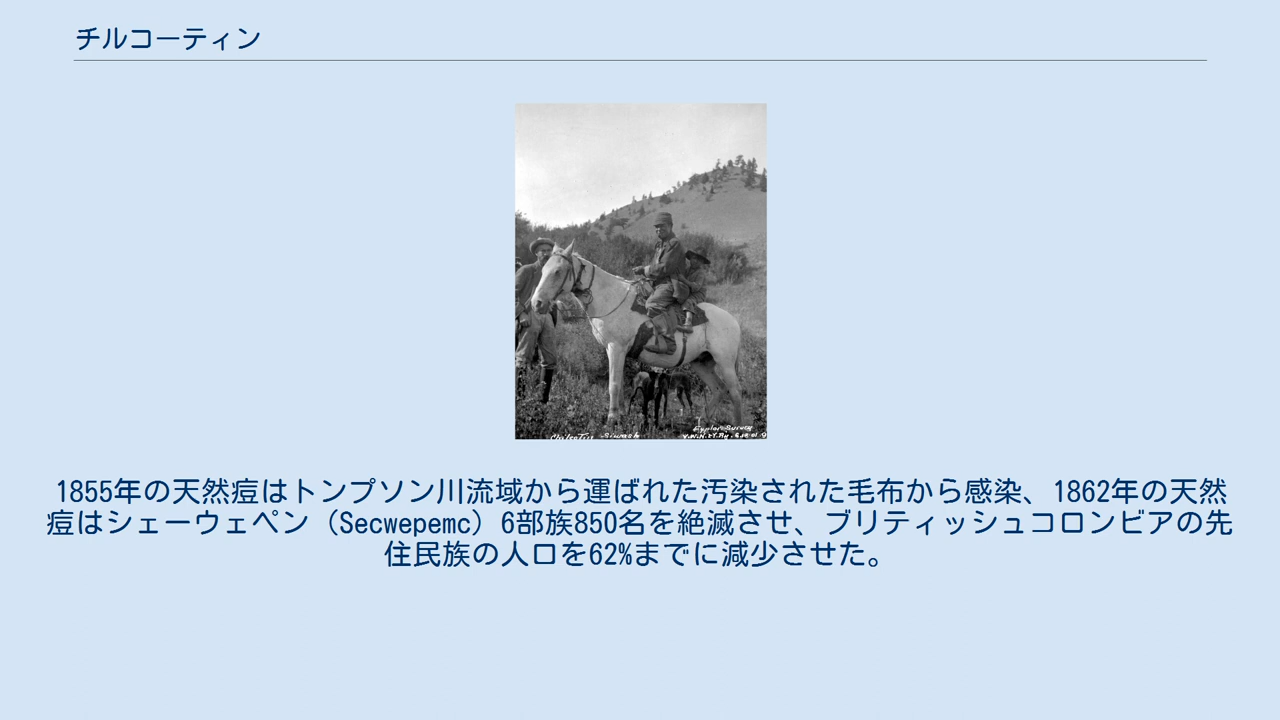 チルコーティン
Siwash
Explor. Survey
1855年の天然痘はトンプソン川流域から運ばれた汚染された毛布から感染、1862年の天然
痘はシェーウェペン（Secwepemc）6部族850名を絶滅させ、ブリティッシュコロンビアの先
住民族の人口を62%までに減少させた。